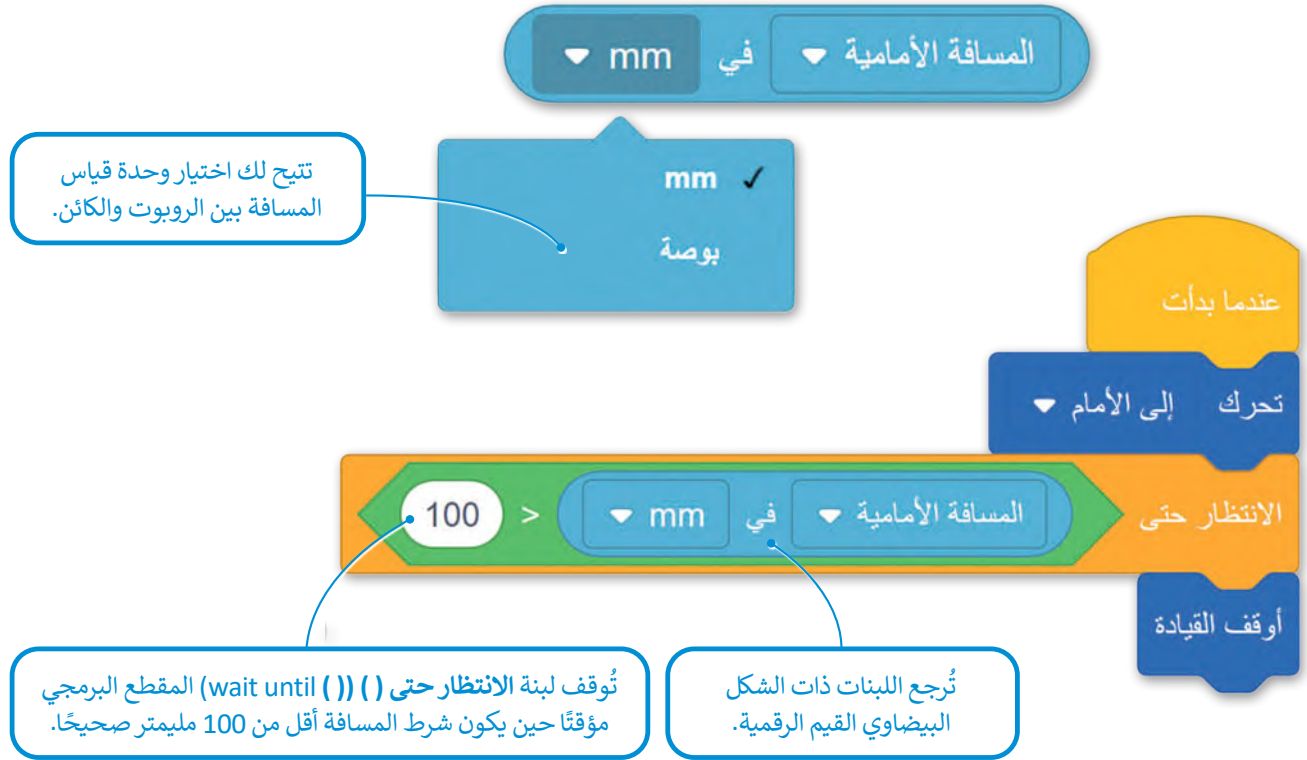 المسافة الأمامية في mm
mm ✓
بوصة
تتيح لك اختيار وحدة قياس
المسافة بين الروبوت والكائن.
عندما بدأت
تحرك إلى الأمام
الانتظار حتى المسافة الأمامية في mm > 100
أوقف القيادة
تُرجع اللبنات ذات الشكل
البيضاوي القيم الرقمية.
تُوقف لبنة الانتظار حتى ( ) (wait until ( )) المقطع البرمجي
مؤقتًا حين يكون شرط المسافة أقل من 100 مليمتر صحيحًا.